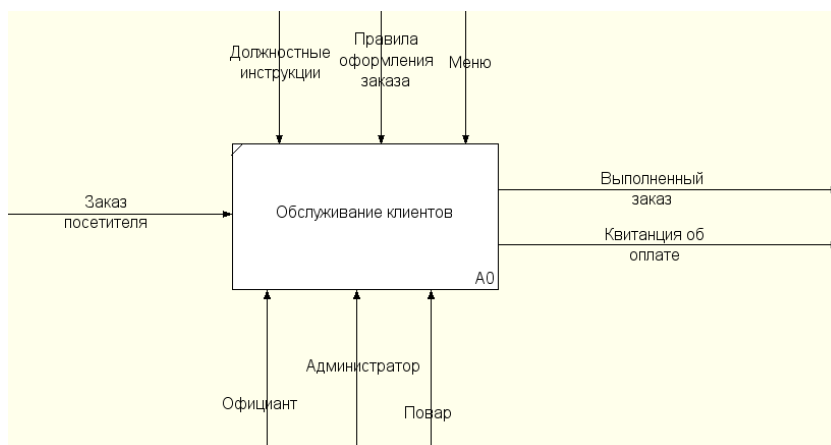 Должностные
инструкции
Правила
оформления
заказа
Меню
Заказ
посетителя
Обслуживание клиентов
A0
Выполненный
заказ
Квитанция об
оплате
Официант
Администратор
Повар